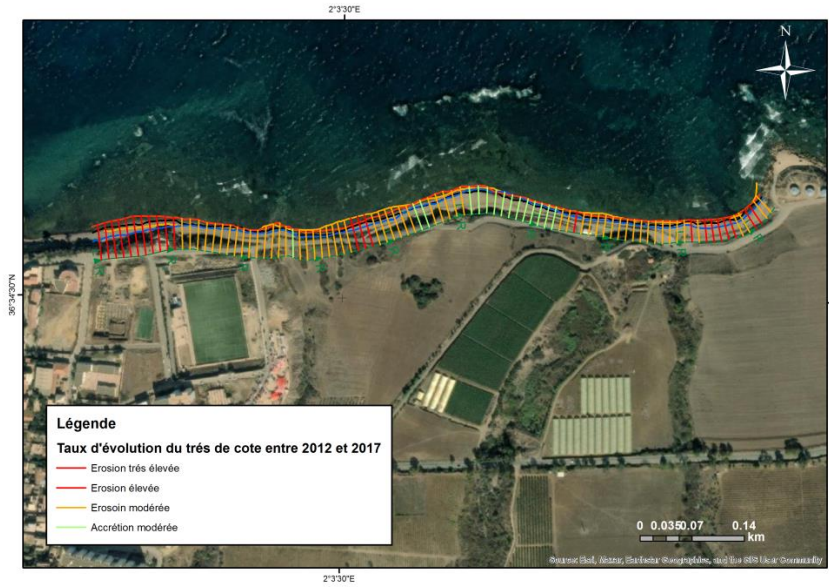 2°3'30"E
N
36°34'30"N
Légende
Taux d'évolution du trés de cote entre 2012 et 2017
Erosion trés élevée
Erosion élevée
Erosoin modérée
Accrétion modérée
0 0.035 0.07 0.14
km
Source: Esri, Maxar, Earthstar Geographics, and the GIS User Community
2°3'30"E